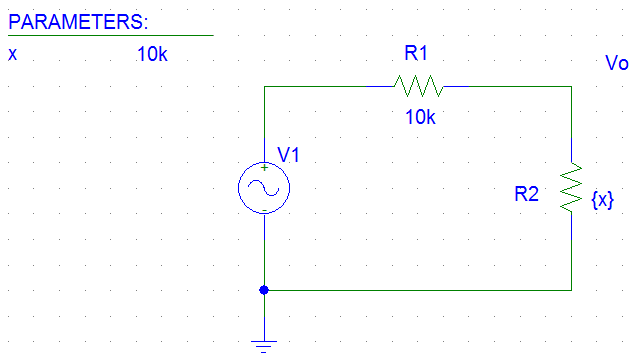 PARAMETERS:
x 10k
R1
Vo
10k
V1
+
-
R2
{x}